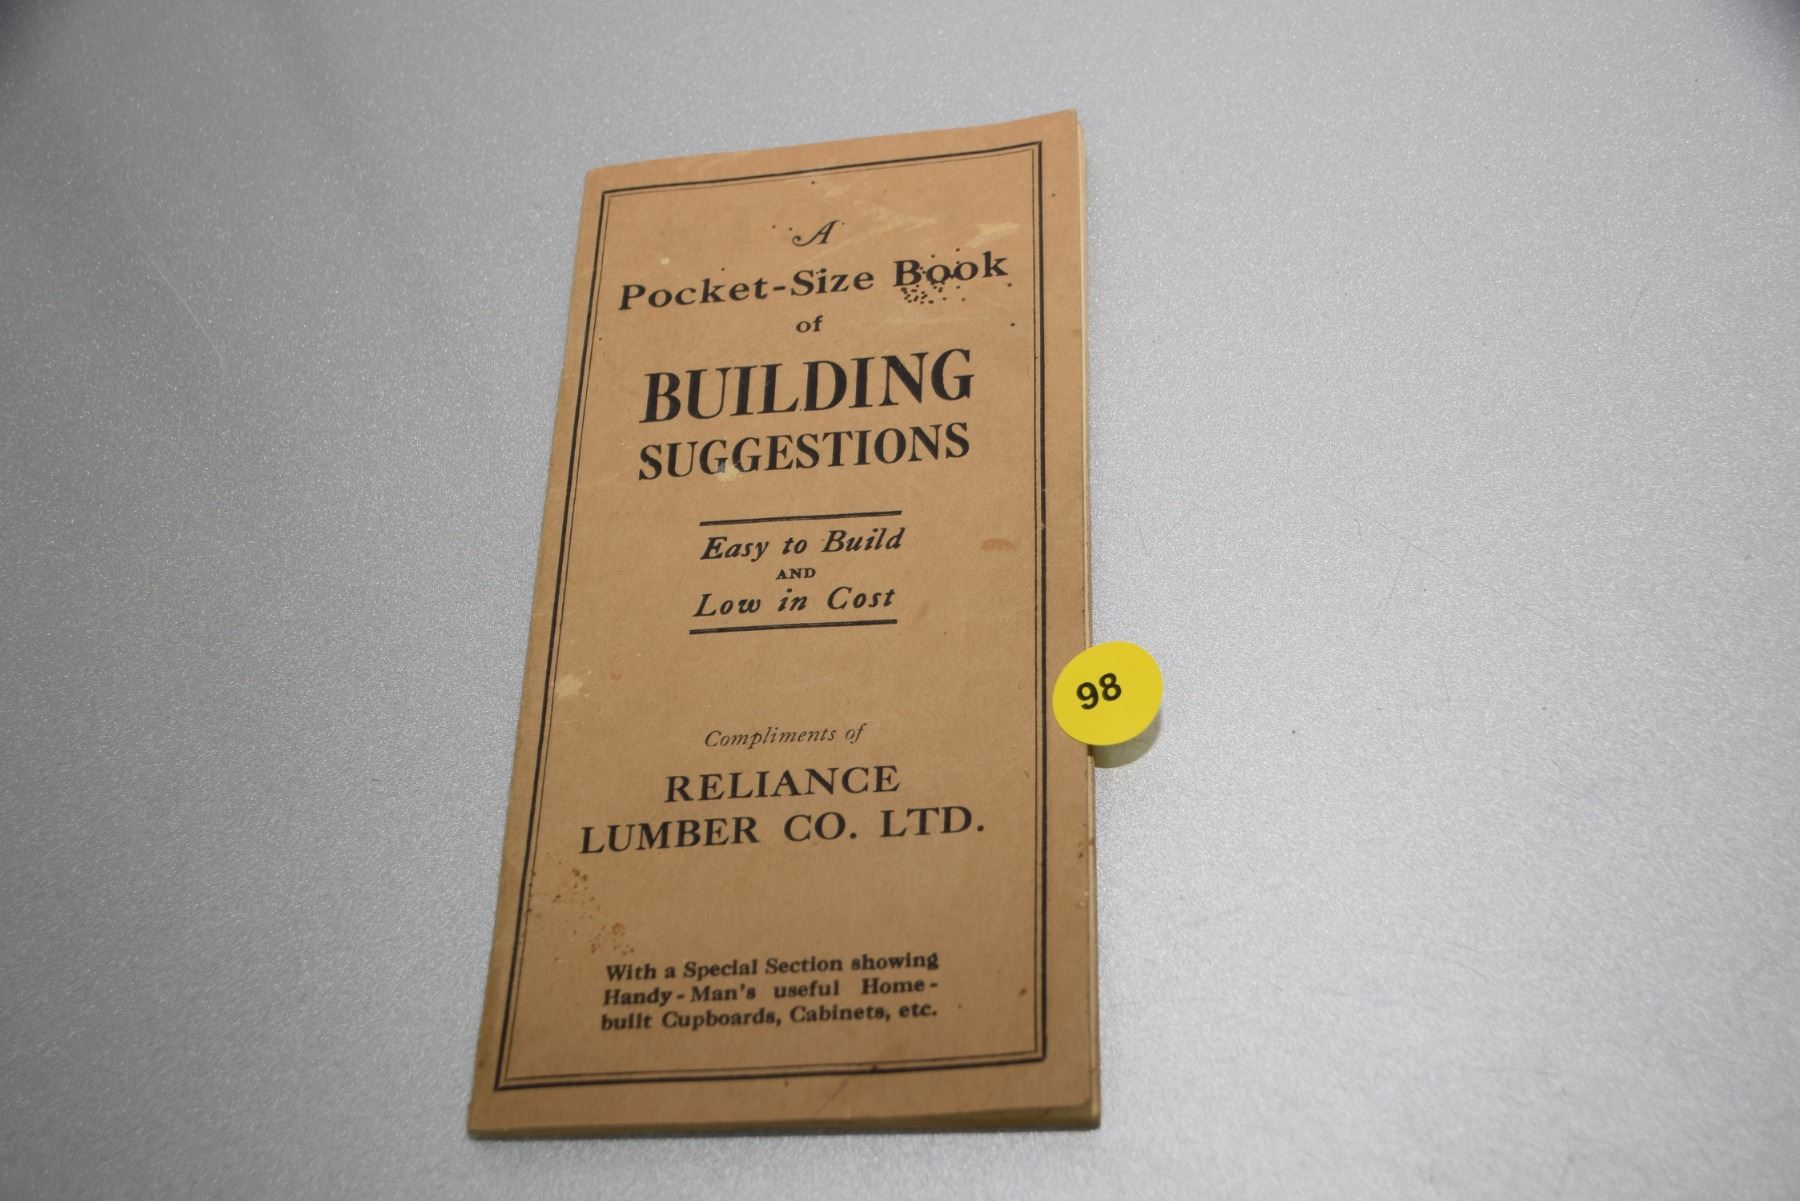 A
Pocket-Size Book
of
BUILDING
SUGGESTIONS
Easy to Build
AND
Low in Cost
Compliments of
RELIANCE
LUMBER CO. LTD.
With a Special Section showing
Handy-Man's useful Home-
built Cupboards, Cabinets, etc.
98